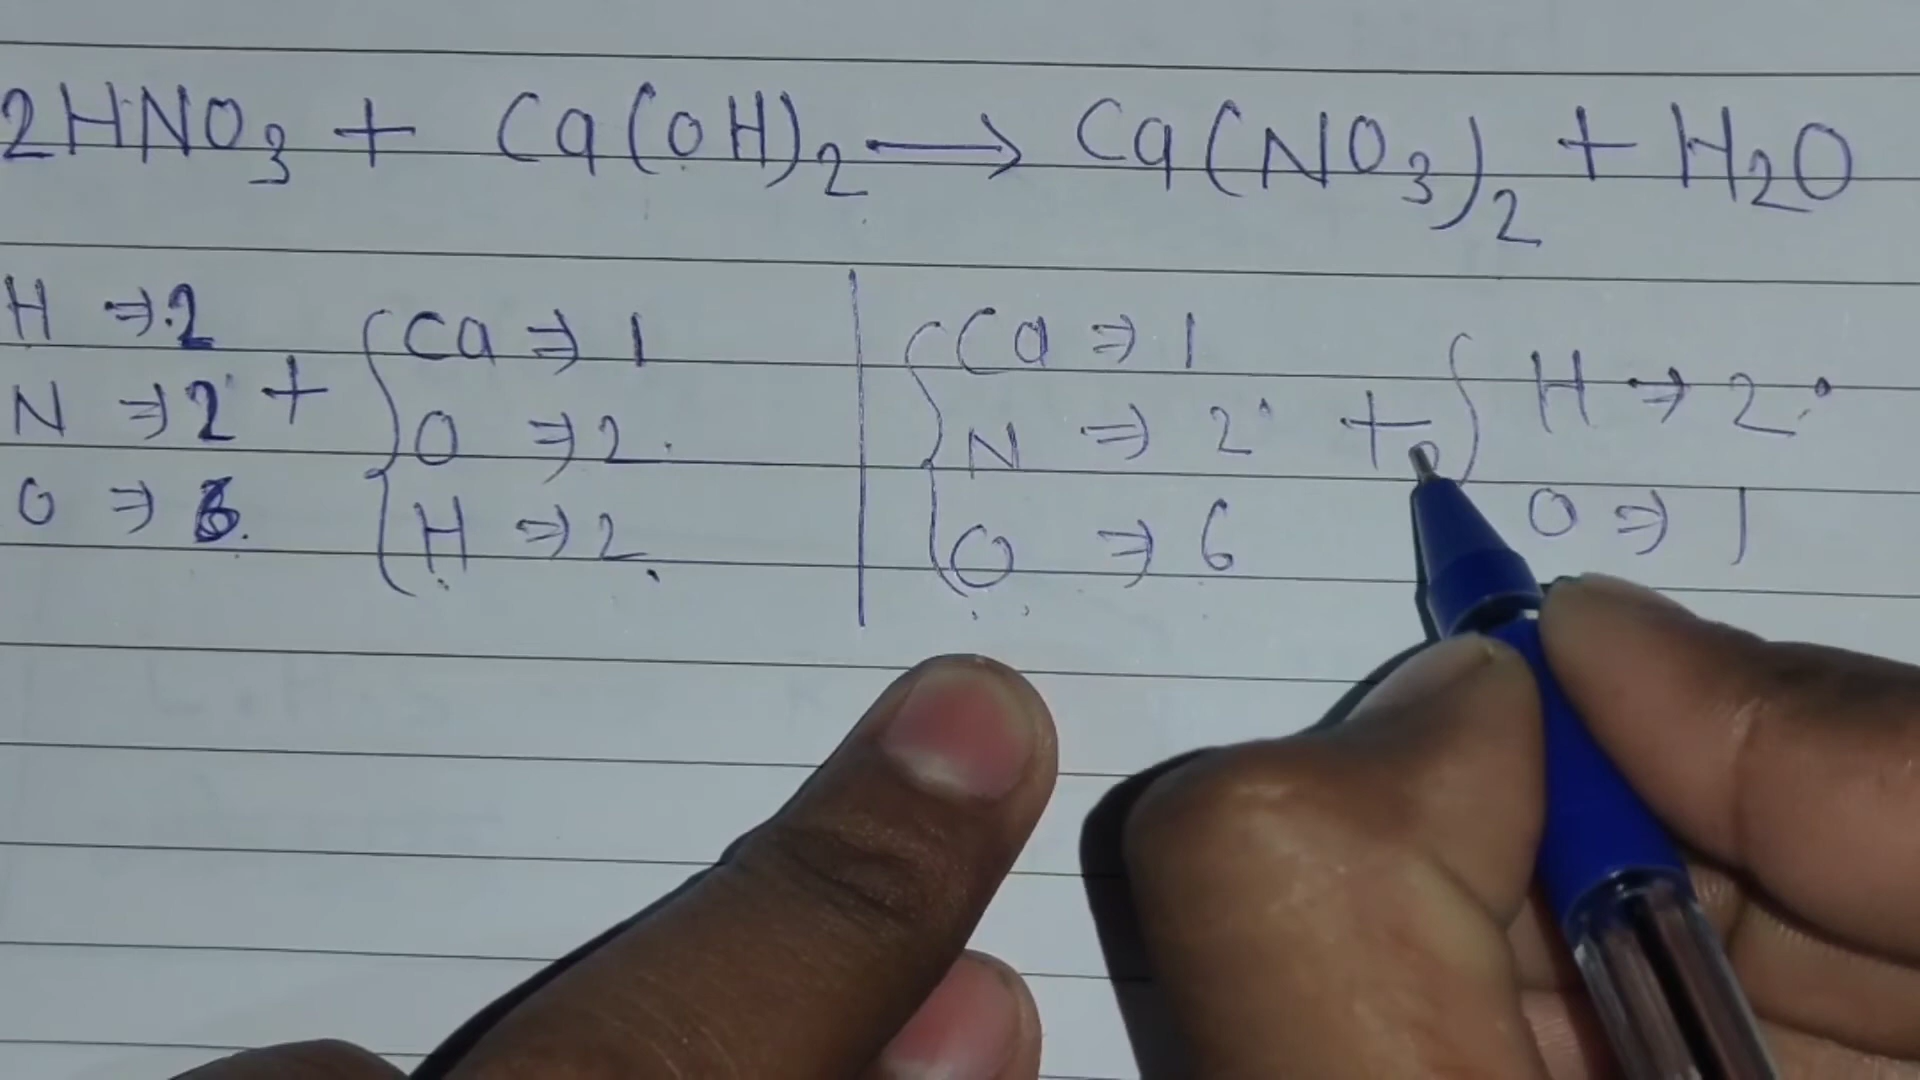 2HNO3 + Ca(OH)2 ⟶ Ca(NO3)2 + H2O
H ⇒ 2 Ca ⇒ 1 Ca ⇒ 1 H ⇒ 2
N ⇒ 2 + O ⇒ 2 N ⇒ 2 + O ⇒ 1
O ⇒ 6 H ⇒ 2 O ⇒ 6